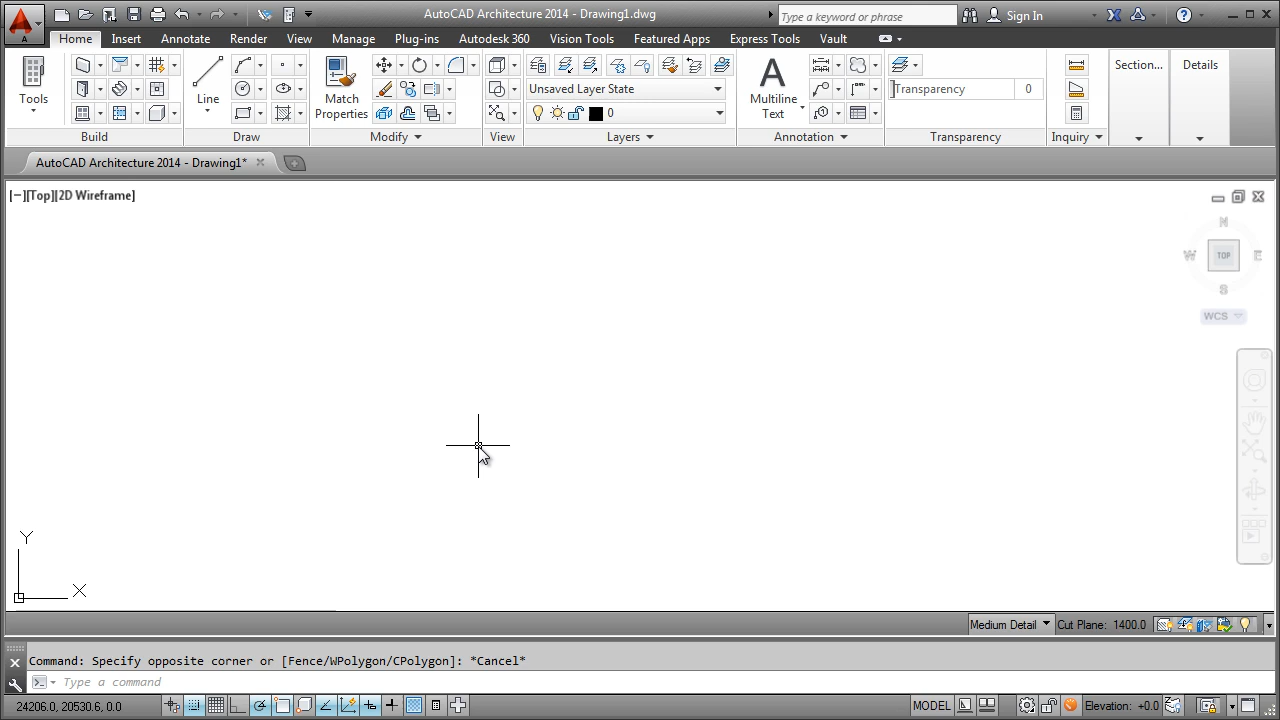 AutoCAD Architecture 2014 - Drawing1.dwg
Type a keyword or phrase
Sign In
Home Insert Annotate Render View Manage Plug-ins Autodesk 360 Vision Tools Featured Apps Express Tools Vault
Tools
Line
Match
Properties
Unsaved Layer State
0
Multiline
Text
Transparency 0
Section...
Details
Build Draw Modify View Layers Annotation Transparency Inquiry
AutoCAD Architecture 2014 - Drawing1*
[−][Top][2D Wireframe]
N
W TOP E
S
WCS
Y
X
Medium Detail Cut Plane: 1400.0
Command: Specify opposite corner or [Fence/WPolygon/CPolygon]: *Cancel*
Type a command
24206.0, 20530.6, 0.0
MODEL
Elevation: +0.0